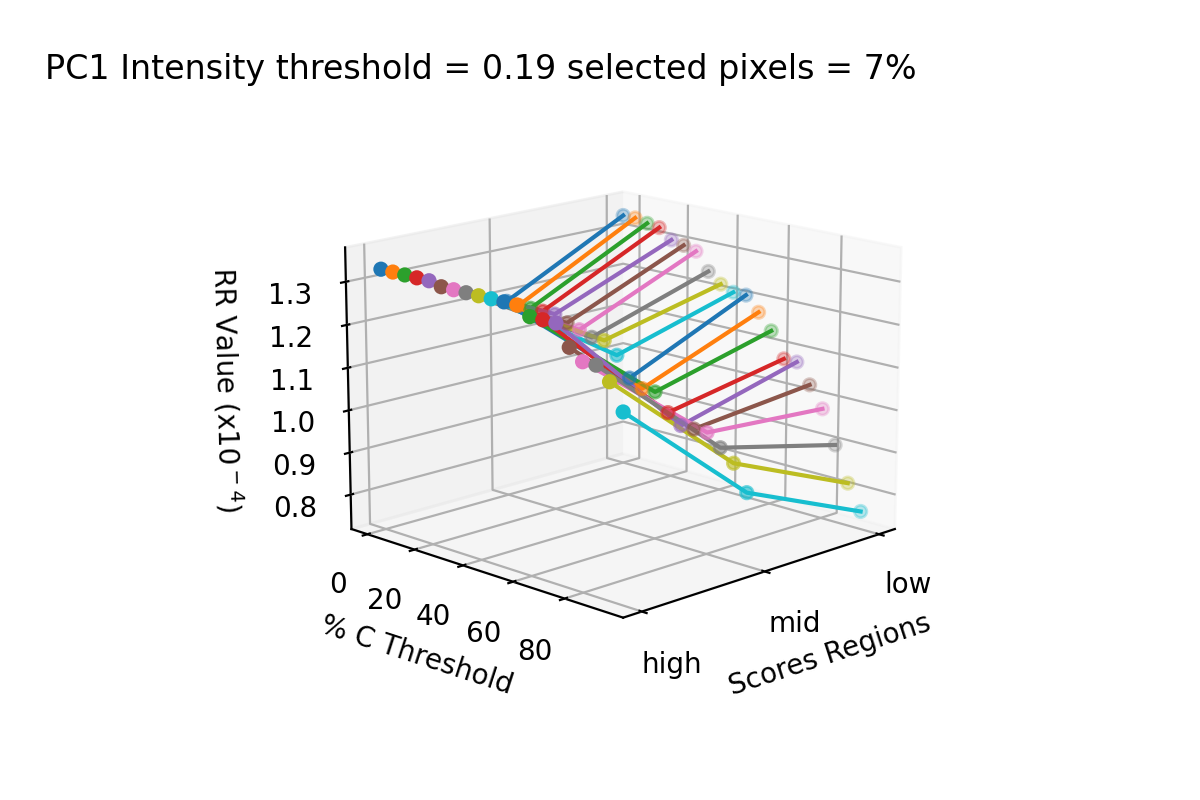 PC1 Intensity threshold = 0.19 selected pixels = 7%
RR Value (x10⁻⁴)
1.3
1.2
1.1
1.0
0.9
0.8
0
20
40
60
80
% C Threshold
high
mid
low
Scores Regions